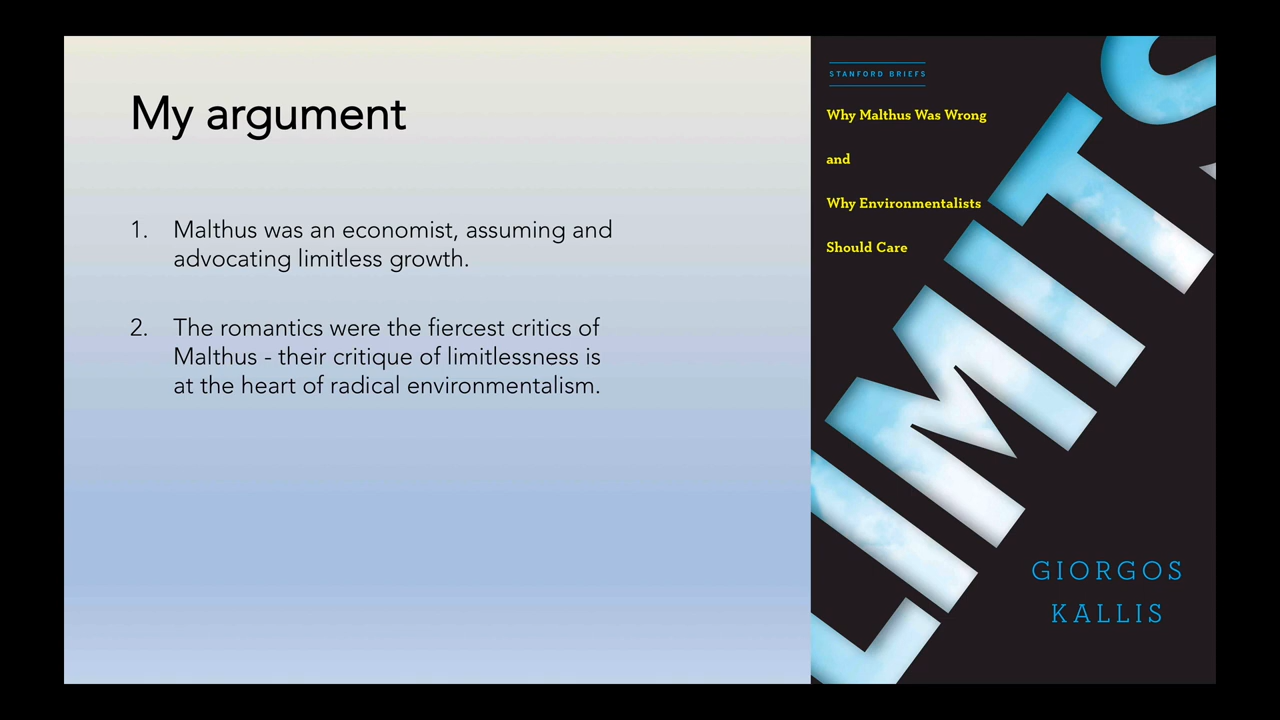 My argument
1. Malthus was an economist, assuming and
advocating limitless growth.
2. The romantics were the fiercest critics of
Malthus - their critique of limitlessness is
at the heart of radical environmentalism.
STANFORD BRIEFS
Why Malthus Was Wrong
and
Why Environmentalists
Should Care
LIMITS
GIORGOS
KALLIS